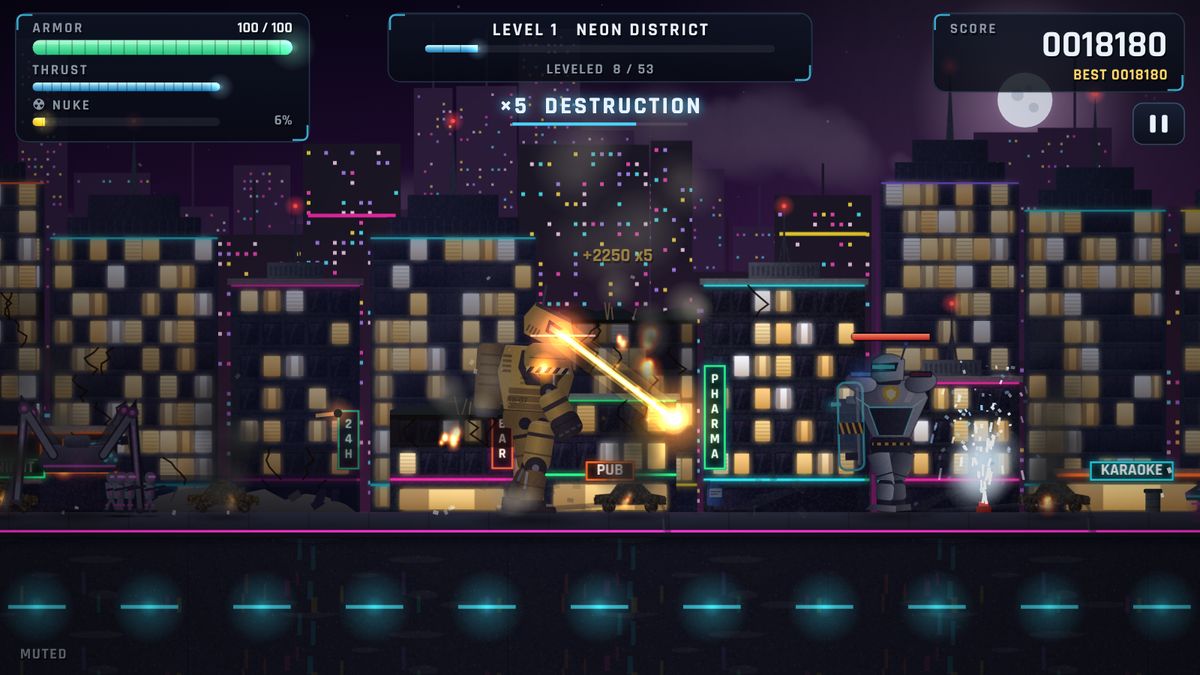 ARMOR 100 / 100
THRUST
NUKE
6%
LEVEL 1 NEON DISTRICT
LEVELED 8 / 53
×5 DESTRUCTION
SCORE
0018180
BEST 0018180
+2250 x5
24H
BAR
PUB
PHARMA
KARAOKE
MUTED